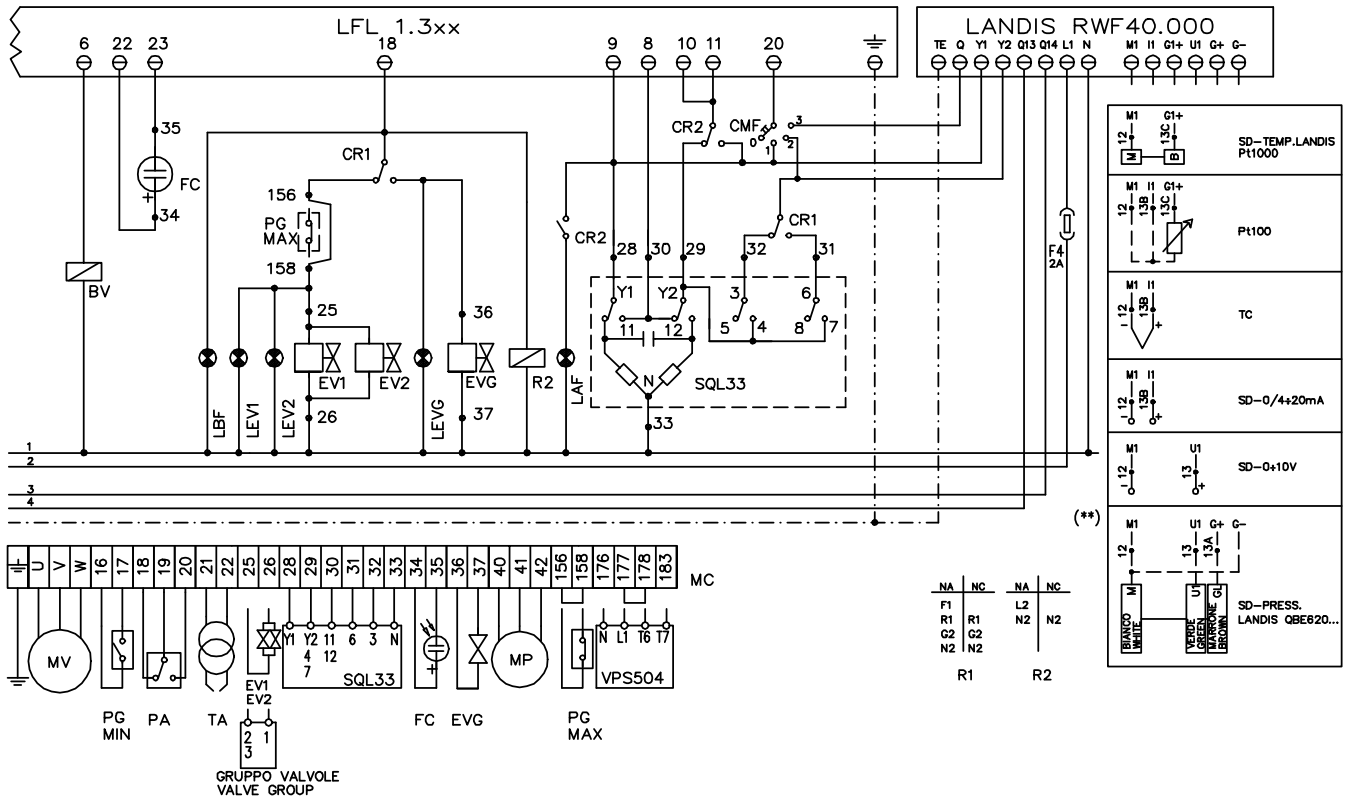 LFL 1.3xx
LANDIS RWF40.000
6 22 23 18 9 8 10 11 20
TE Q Y1 Y2 Q13 Q14 L1 N M1 I1 G1+ U1 G+ G-
35
FC
+
34
BV
CR1
156
PG
MAX
158
25
EV1
EV2
26
36
EVG
37
R2
LBF
LEV1
LEV2
LEVG
LAF
CR2
CR2
CMF
0 1 2 3
CR1
28 30 29 32 31
Y1 Y2 3 6
11 12 5 4 8 7
N
SQL33
33
F4
2A
1
2
3
4
(**)
M1 G1+
12 13C
M B
SD-TEMP.LANDIS
Pt1000
M1 I1 G1+
12 13B 13C
Pt100
M1 I1
12 13B
- +
TC
M1 I1
12 13B
- +
SD-0/4÷20mA
M1 U1
12 13
- +
SD-0÷10V
M1 U1 G+ G-
12 13 13A
M U1 GL
BIANCO
WHITE
VERDE
GREEN
MARRONE
BROWN
SD-PRESS.
LANDIS QBE620...
U V W 16 17 18 19 20 21 22 25 26 28 29 30 31 32 33 34 35 36 37 40 41 42 156 158 176 177 178 183
MC
MV
PG
MIN
PA
TA
EV1
EV2
2 1
3
GRUPPO VALVOLE
VALVE GROUP
Y1 Y2 11 6 3 N
4 12
7
SQL33
+
FC
EVG
MP
PG
MAX
N L1 T6 T7
VPS504
NA NC
F1
R1 R1
G2 G2
N2 N2
R1
NA NC
L2
N2 N2
R2